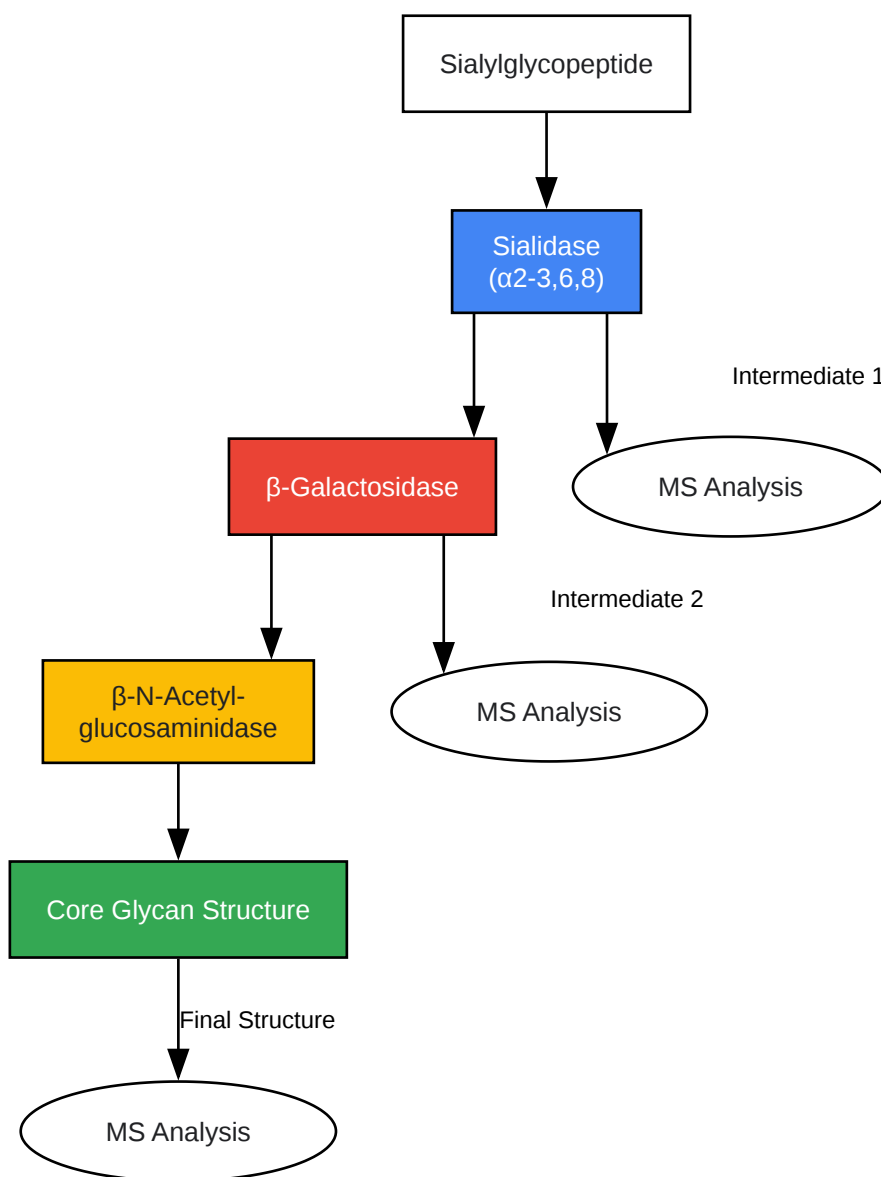 Sialylglycopeptide
Sialidase
(α2-3,6,8)
Intermediate 1
β-Galactosidase
MS Analysis
Intermediate 2
β-N-Acetyl-
glucosaminidase
MS Analysis
Core Glycan Structure
Final Structure
MS Analysis